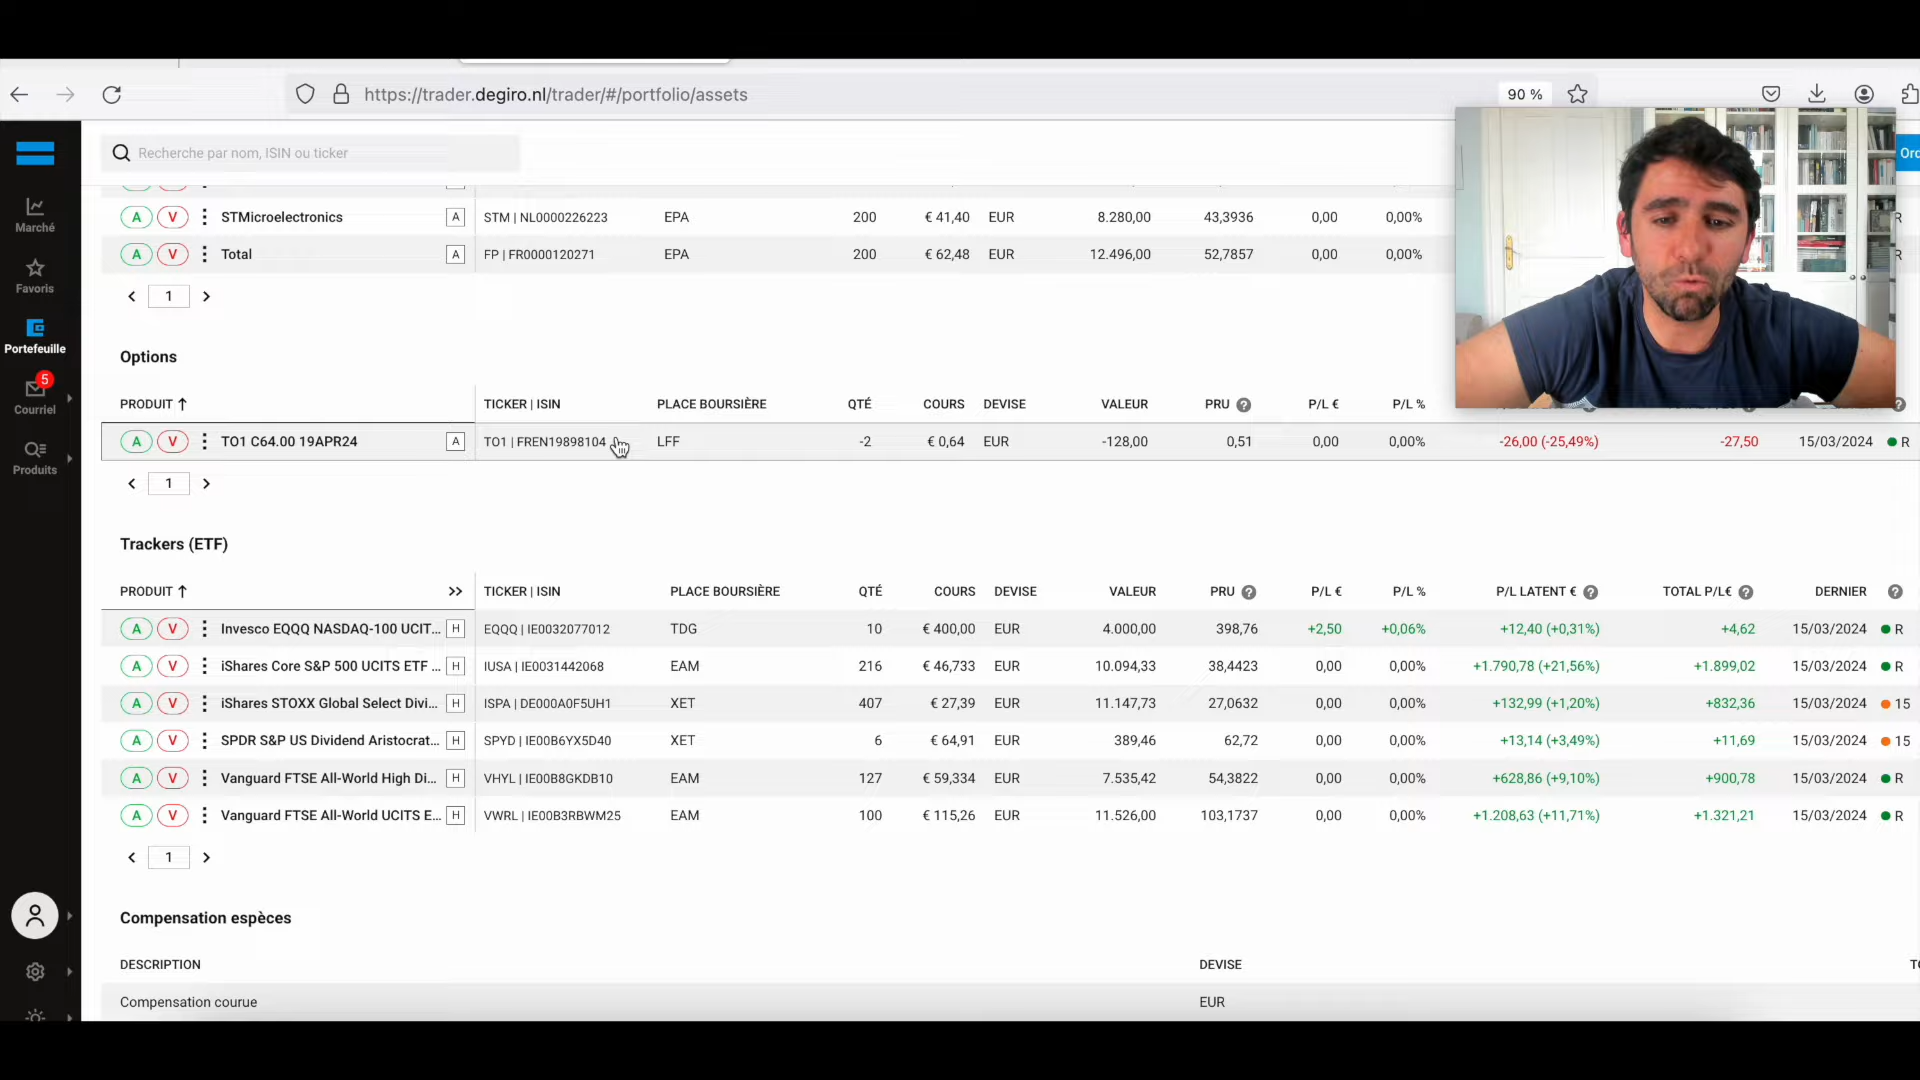 https://trader.degiro.nl/trader/#/portfolio/assets 90 %
Recherche par nom, ISIN ou ticker
Marché
Favoris
Portefeuille
5
Courriel
Produits
A V STMicroelectronics A STM | NL0000226223 EPA 200 € 41,40 EUR 8.280,00 43,3936 0,00 0,00% R
A V Total A FP | FR0000120271 EPA 200 € 62,48 EUR 12.496,00 52,7857 0,00 0,00% R
1
Options
PRODUIT TICKER | ISIN PLACE BOURSIÈRE QTÉ COURS DEVISE VALEUR PRU ? P/L € P/L % ?
A V TO1 C64.00 19APR24 A TO1 | FREN19898104 LFF -2 € 0,64 EUR -128,00 0,51 0,00 0,00% -26,00 (-25,49%) -27,50 15/03/2024 R
1
Trackers (ETF)
PRODUIT TICKER | ISIN PLACE BOURSIÈRE QTÉ COURS DEVISE VALEUR PRU ? P/L € P/L % P/L LATENT € ? TOTAL P/L€ ? DERNIER ?
A V Invesco EQQQ NASDAQ-100 UCIT... H EQQQ | IE0032077012 TDG 10 € 400,00 EUR 4.000,00 398,76 +2,50 +0,06% +12,40 (+0,31%) +4,62 15/03/2024 R
A V iShares Core S&P 500 UCITS ETF ... H IUSA | IE0031442068 EAM 216 € 46,733 EUR 10.094,33 38,4423 0,00 0,00% +1.790,78 (+21,56%) +1.899,02 15/03/2024 R
A V iShares STOXX Global Select Divi... H ISPA | DE000A0F5UH1 XET 407 € 27,39 EUR 11.147,73 27,0632 0,00 0,00% +132,99 (+1,20%) +832,36 15/03/2024 15
A V SPDR S&P US Dividend Aristocrat... H SPYD | IE00B6YX5D40 XET 6 € 64,91 EUR 389,46 62,72 0,00 0,00% +13,14 (+3,49%) +11,69 15/03/2024 15
A V Vanguard FTSE All-World High Di... H VHYL | IE00B8GKDB10 EAM 127 € 59,334 EUR 7.535,42 54,3822 0,00 0,00% +628,86 (+9,10%) +900,78 15/03/2024 R
A V Vanguard FTSE All-World UCITS E... H VWRL | IE00B3RBWM25 EAM 100 € 115,26 EUR 11.526,00 103,1737 0,00 0,00% +1.208,63 (+11,71%) +1.321,21 15/03/2024 R
1
Compensation espèces
DESCRIPTION DEVISE
Compensation courue EUR